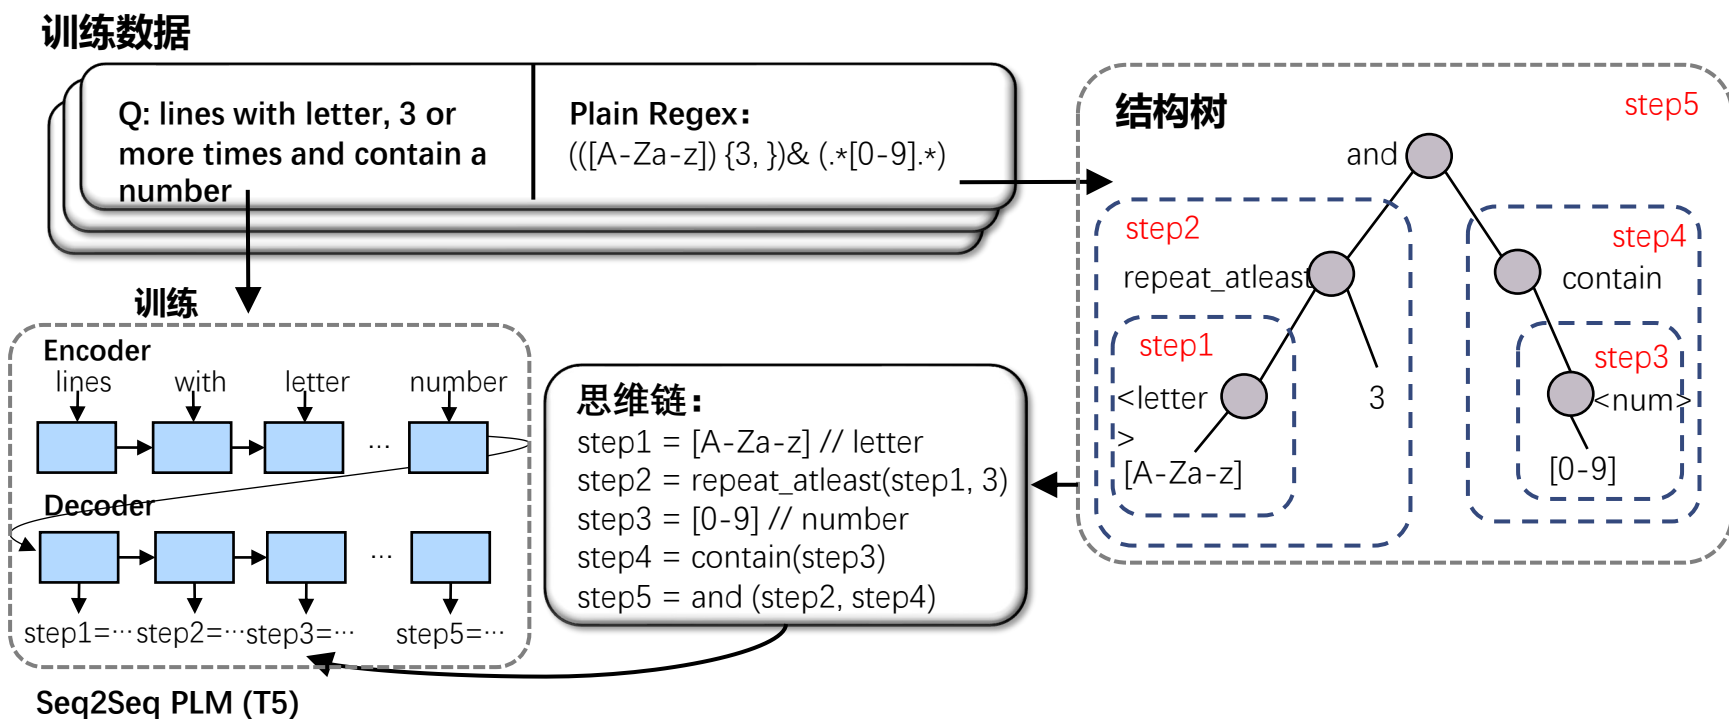 训练数据
Q: lines with letter, 3 or
more times and contain a
number
Plain Regex：
(([A-Za-z]) {3, })& (.*[0-9].*)
结构树
step5
and
step2
repeat_atleast
step4
contain
step1
<letter
>
[A-Za-z]
3
step3
<num>
[0-9]
训练
Encoder
lines with letter number
...
Decoder
...
step1=... step2=... step3=... step5=...
Seq2Seq PLM (T5)
思维链：
step1 = [A-Za-z] // letter
step2 = repeat_atleast(step1, 3)
step3 = [0-9] // number
step4 = contain(step3)
step5 = and (step2, step4)